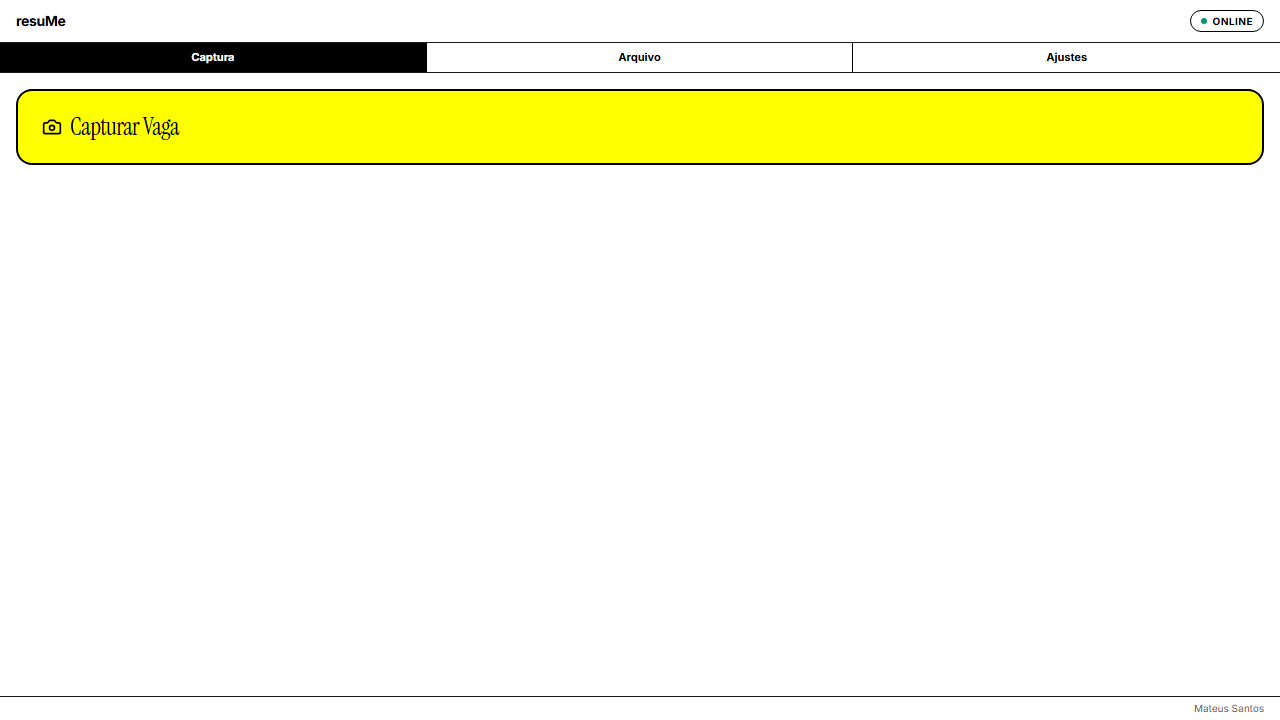 resuMe
ONLINE
Captura
Arquivo
Ajustes
Capturar Vaga
Mateus Santos